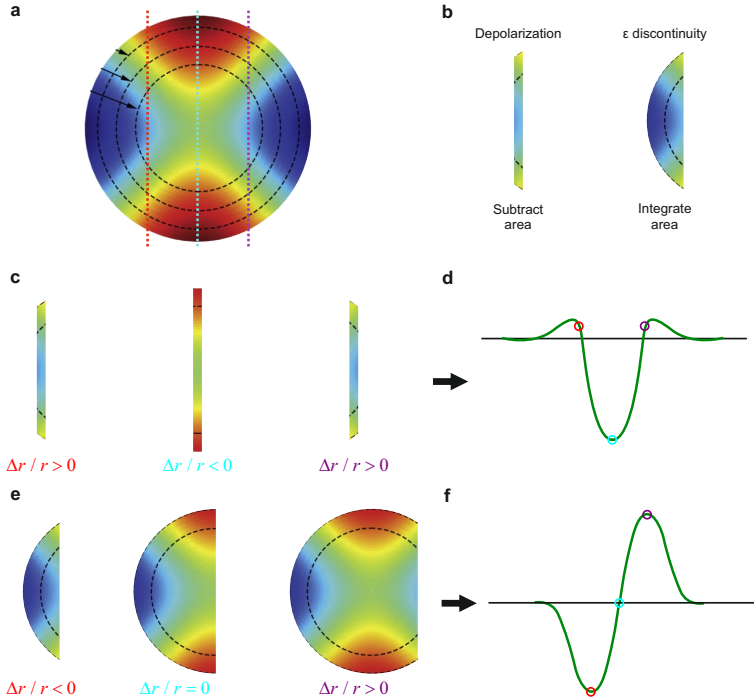 a
b
Depolarization
ε discontinuity
Subtract
area
Integrate
area
c
d
Δr / r > 0
Δr / r < 0
Δr / r > 0
e
f
Δr / r < 0
Δr / r = 0
Δr / r > 0